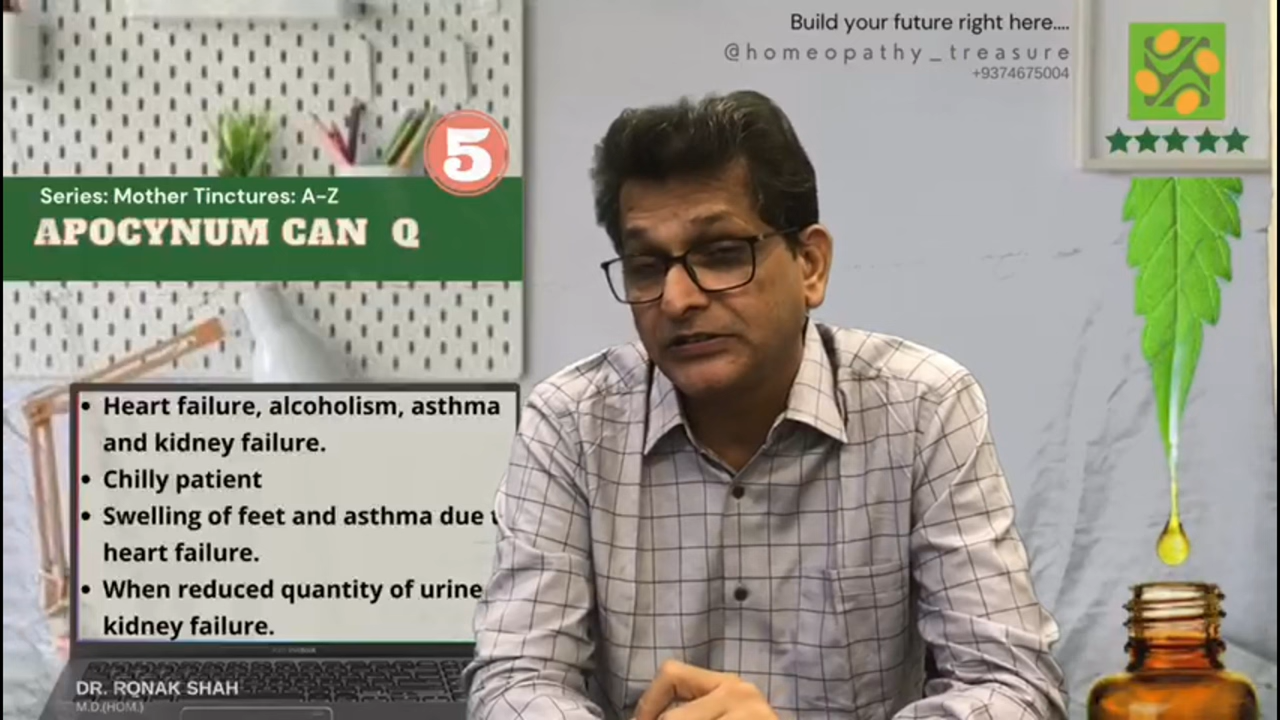 Build your future right here....
@homeopathy_treasure
+9374675004
5
Series: Mother Tinctures: A-Z
APOCYNUM CAN Q
• Heart failure, alcoholism, asthma
and kidney failure.
• Chilly patient
• Swelling of feet and asthma due
heart failure.
• When reduced quantity of urine
kidney failure.
DR. RONAK SHAH
M.D.(HOM.)